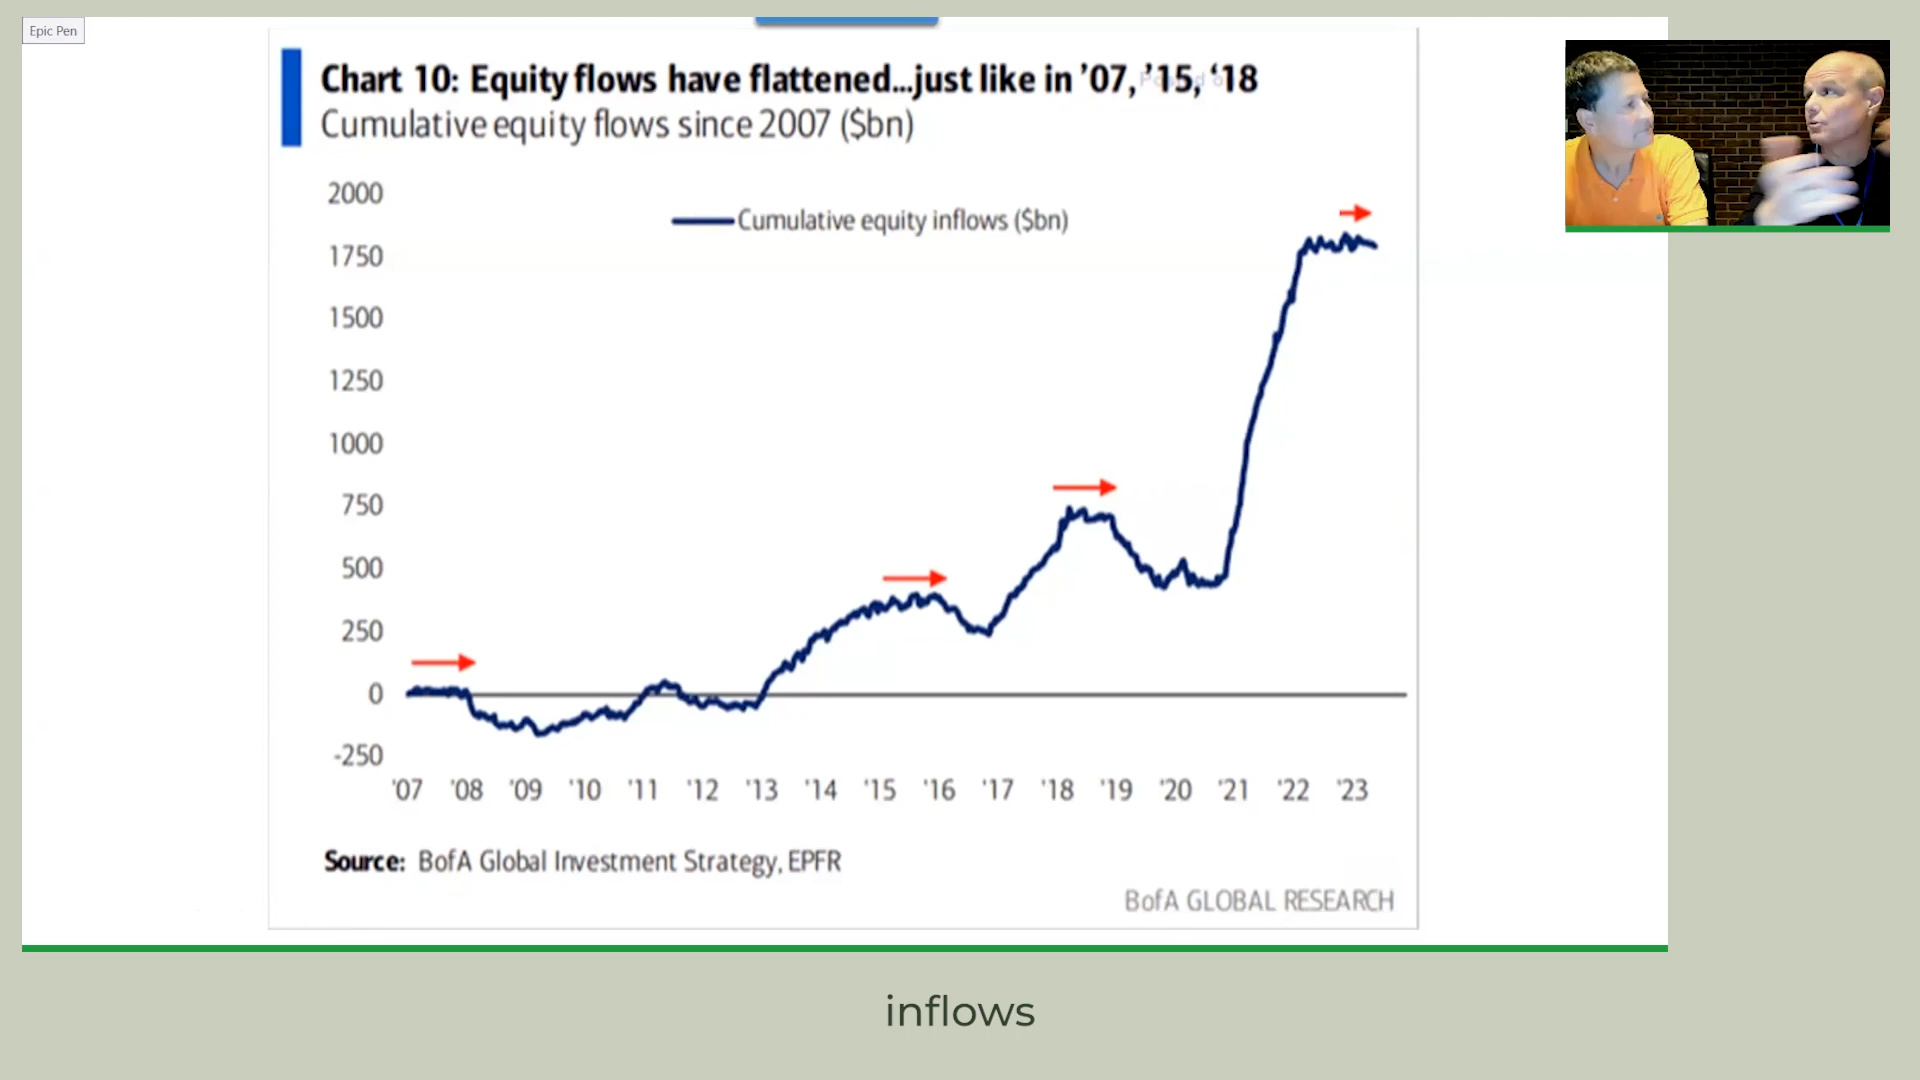 Epic Pen
Chart 10: Equity flows have flattened...just like in ’07, ’15, ‘18
Cumulative equity flows since 2007 ($bn)
2000
Cumulative equity inflows ($bn)
1750
1500
1250
1000
750
500
250
0
-250
'07 '08 '09 '10 '11 '12 '13 '14 '15 '16 '17 '18 '19 '20 '21 '22 '23
Source: BofA Global Investment Strategy, EPFR
BofA GLOBAL RESEARCH
inflows